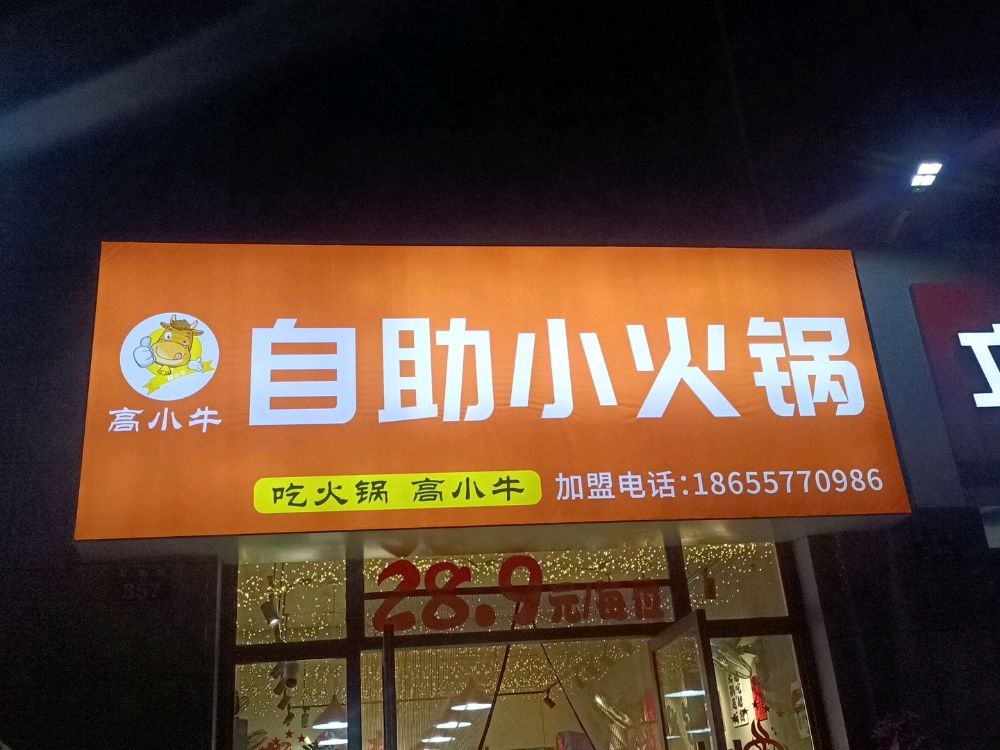 自助小火锅
高小牛
吃火锅 高小牛
加盟电话:18655770986
28.9元/每位
357